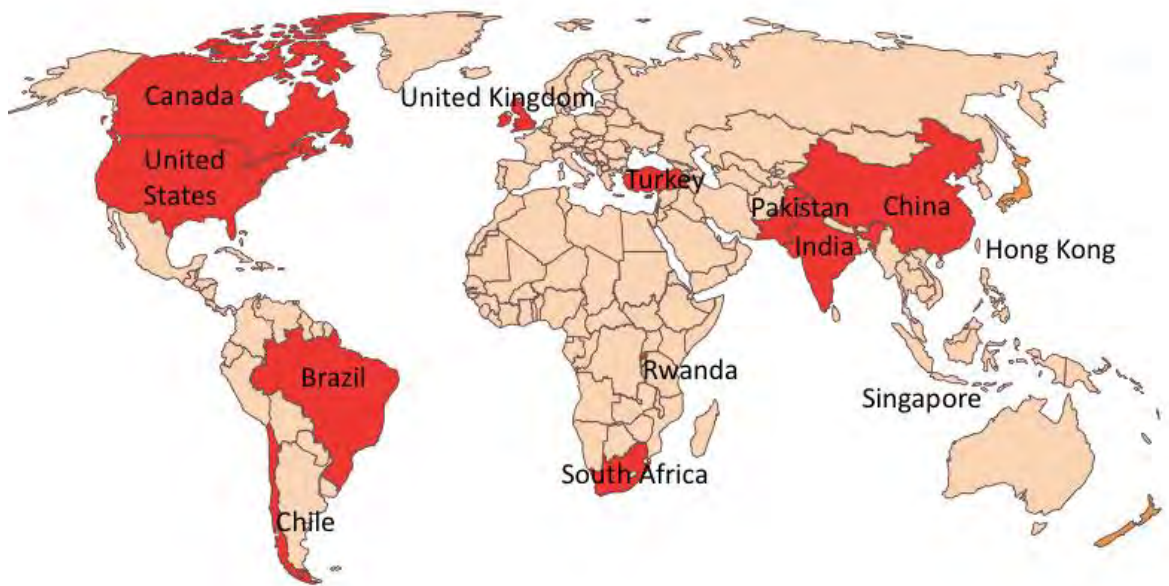 Canada
United Kingdom
United
States
Turkey
Pakistan
China
India
Hong Kong
Brazil
Rwanda
Singapore
South Africa
Chile